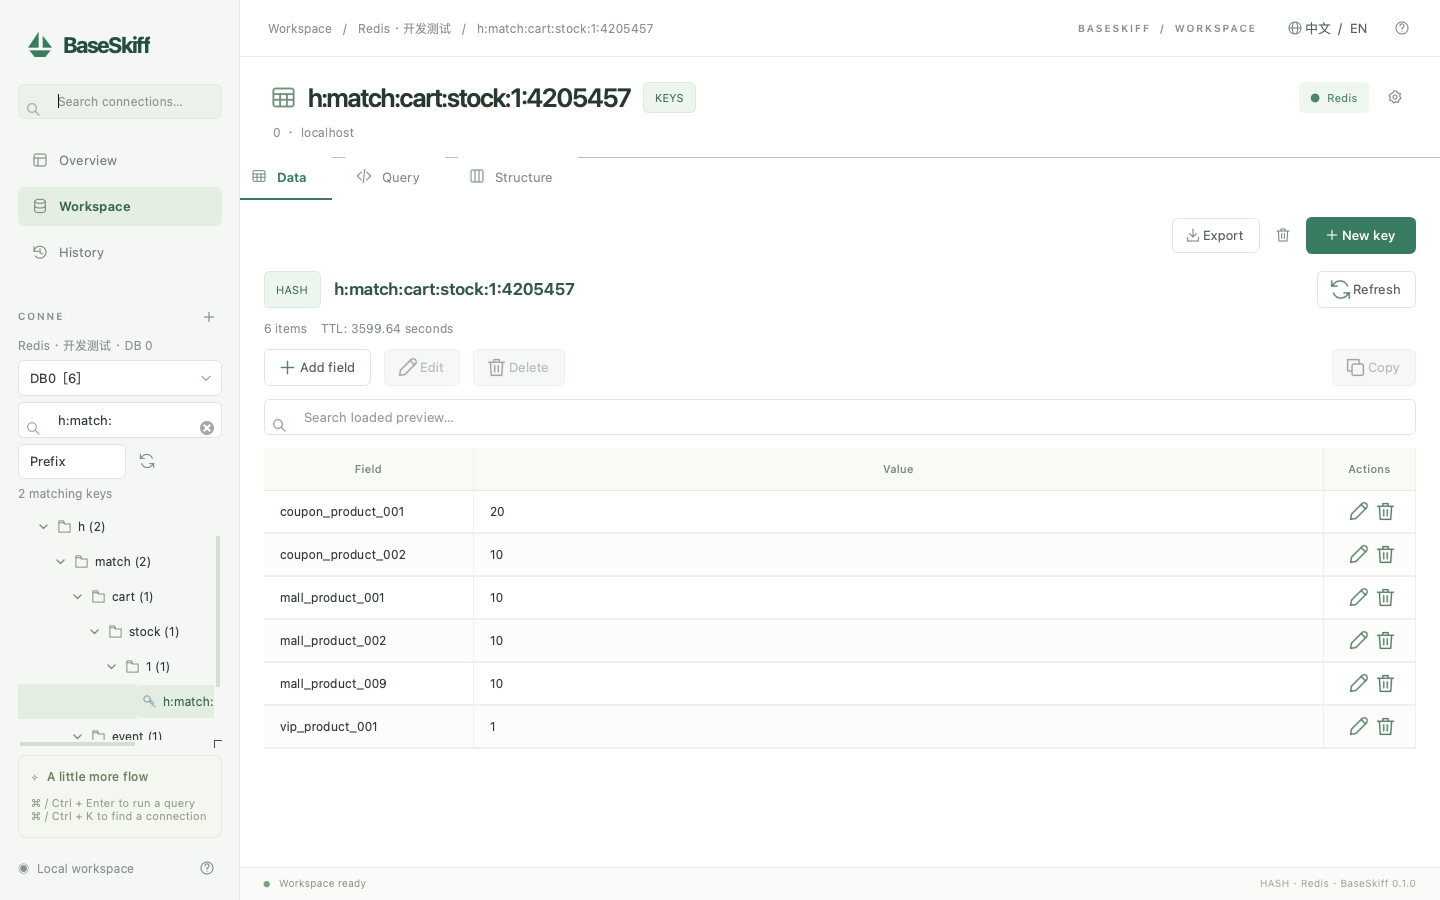 BaseSkiff
Search connections...
Overview
Workspace
History
CONNE
Redis · 开发测试 · DB 0
DB0 [6]
h:match:
Prefix
2 matching keys
h (2)
match (2)
cart (1)
stock (1)
1 (1)
h:match:
event (1)
A little more flow
⌘ / Ctrl + Enter to run a query
⌘ / Ctrl + K to find a connection
Local workspace
Workspace / Redis · 开发测试 / h:match:cart:stock:1:4205457
BASESKIFF / WORKSPACE
中文 / EN
h:match:cart:stock:1:4205457 KEYS
Redis
0 · localhost
Data Query Structure
Export + New key
HASH h:match:cart:stock:1:4205457
Refresh
6 items TTL: 3599.64 seconds
+ Add field Edit Delete Copy
Search loaded preview...
Field Value Actions
coupon_product_001 20
coupon_product_002 10
mall_product_001 10
mall_product_002 10
mall_product_009 10
vip_product_001 1
Workspace ready
HASH · Redis · BaseSkiff 0.1.0